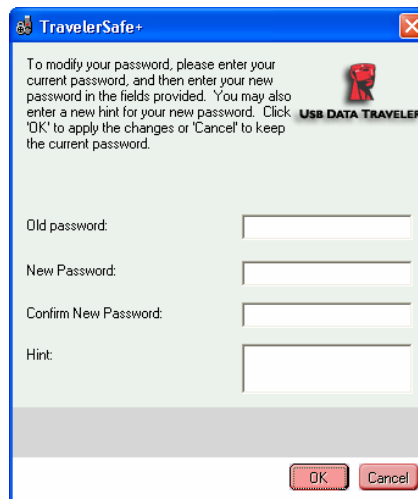 TravelerSafe+
To modify your password, please enter your
current password, and then enter your new
password in the fields provided. You may also
enter a new hint for your new password. Click
'OK' to apply the changes or 'Cancel' to keep
the current password.
USB DATA TRAVELER
Old password:
New Password:
Confirm New Password:
Hint:
OK
Cancel